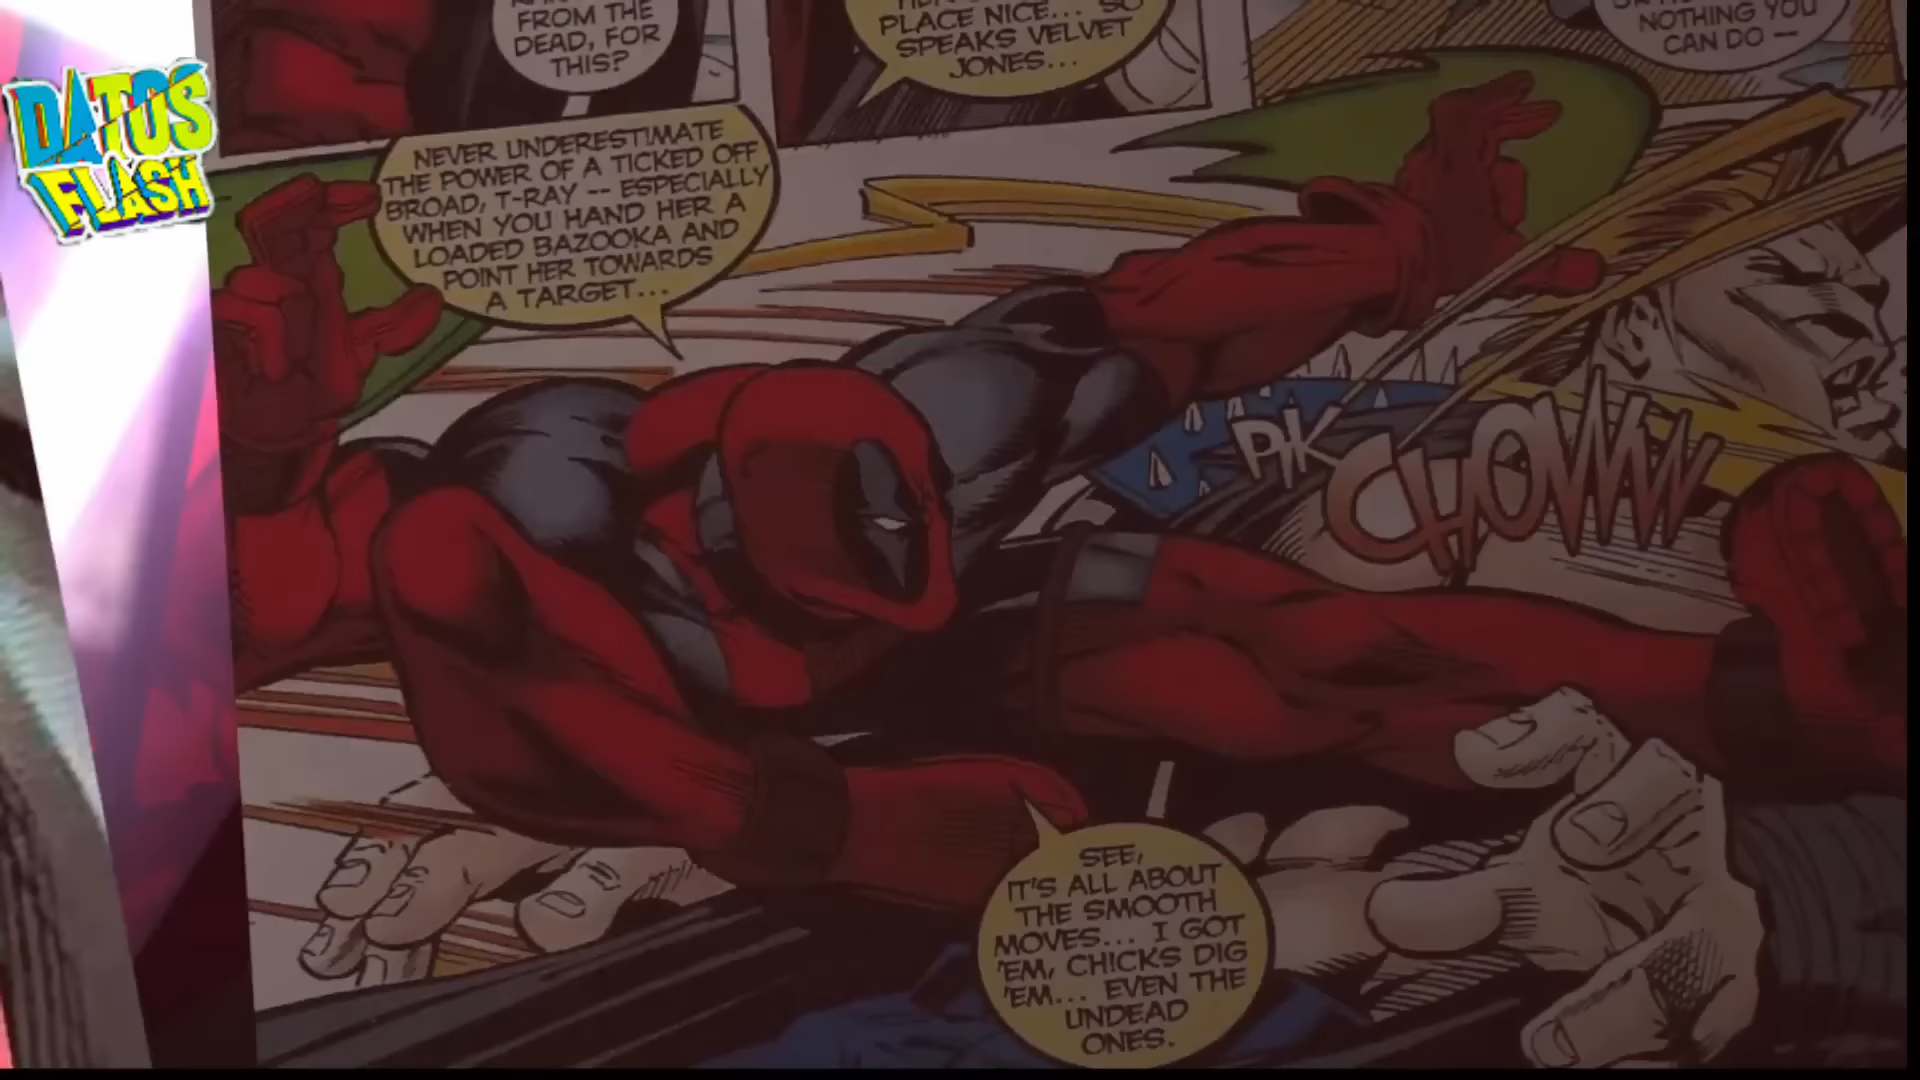 DATOS
FLASH
FROM THE
DEAD, FOR
THIS?
PLACE NICE... SO
SPEAKS VELVET
JONES...
NOTHING YOU
CAN DO —
NEVER UNDERESTIMATE
THE POWER OF A TICKED OFF
BROAD, T-RAY -- ESPECIALLY
WHEN YOU HAND HER A
LOADED BAZOOKA AND
POINT HER TOWARDS
A TARGET...
PIK
CHOWWW
SEE,
IT'S ALL ABOUT
THE SMOOTH
MOVES... I GOT
'EM, CHICKS DIG
'EM... EVEN THE
UNDEAD
ONES.